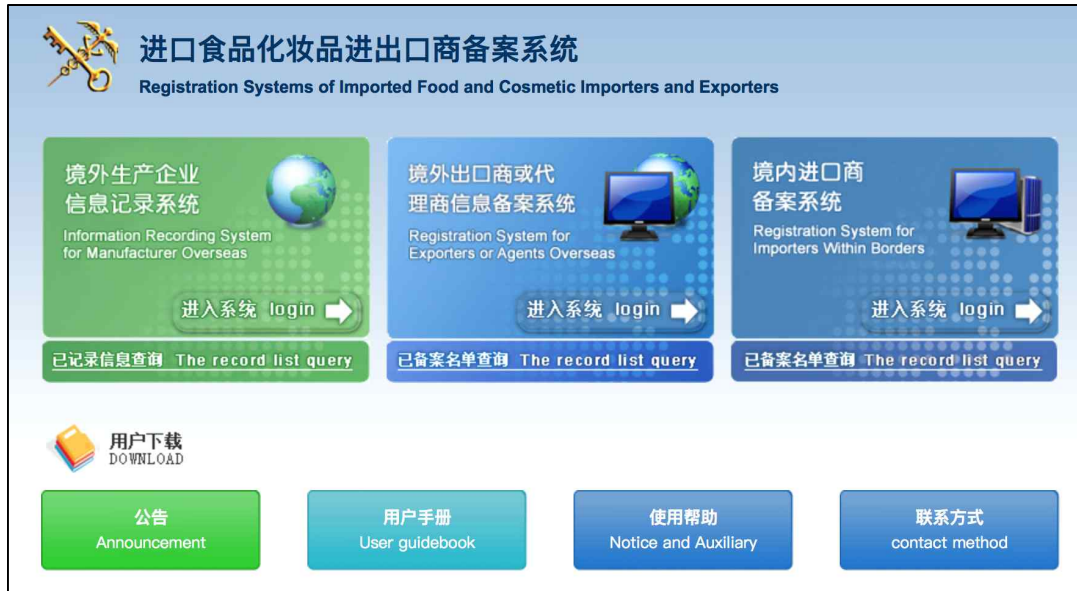 进口食品化妆品进出口商备案系统
Registration Systems of Imported Food and Cosmetic Importers and Exporters
境外生产企业
信息记录系统
Information Recording System
for Manufacturer Overseas
进入系统 login
已记录信息查询 The record list query
境外出口商或代
理商信息备案系统
Registration System for
Exporters or Agents Overseas
进入系统 login
已备案名单查询 The record list query
境内进口商
备案系统
Registration System for
Importers Within Borders
进入系统 login
已备案名单查询 The record list query
用户下载
DOWNLOAD
公告
Announcement
用户手册
User guidebook
使用帮助
Notice and Auxiliary
联系方式
contact method